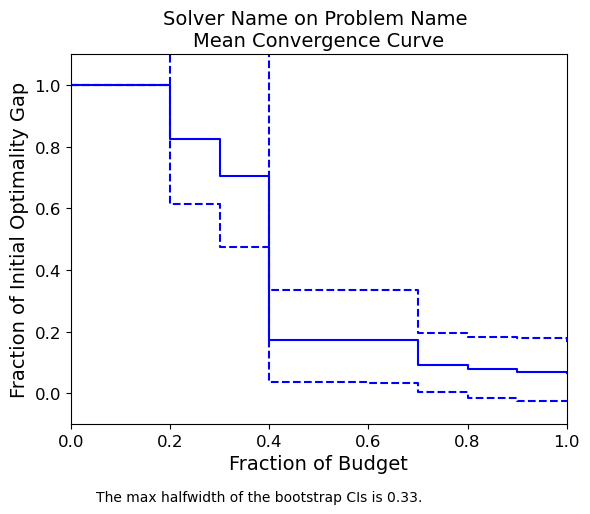 Solver Name on Problem Name
Mean Convergence Curve
Fraction of Initial Optimality Gap
1.0
0.8
0.6
0.4
0.2
0.0
0.0 0.2 0.4 0.6 0.8 1.0
Fraction of Budget
The max halfwidth of the bootstrap CIs is 0.33.